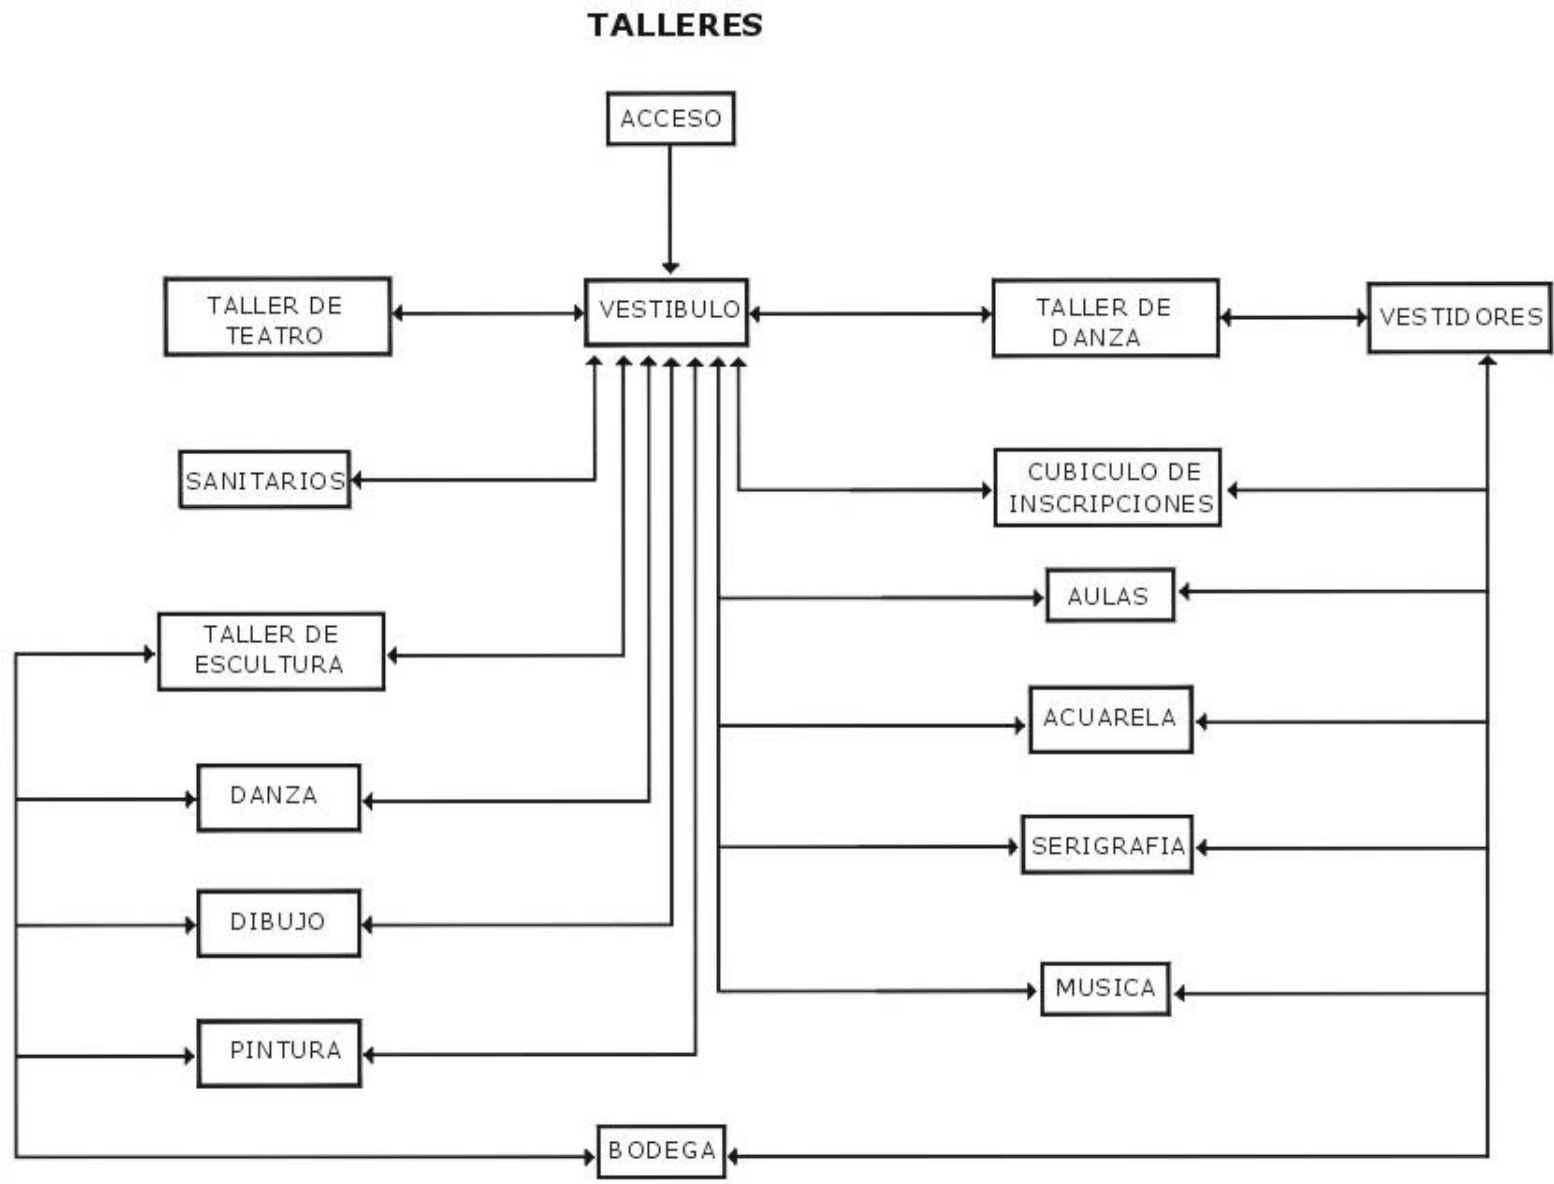 TALLERES
ACCESO
TALLER DE
TEATRO
VESTIBULO
TALLER DE
DANZA
VESTIDORES
SANITARIOS
CUBICULO DE
INSCRIPCIONES
AULAS
TALLER DE
ESCULTURA
ACUARELA
DANZA
SERIGRAFIA
DIBUJO
MUSICA
PINTURA
BODEGA